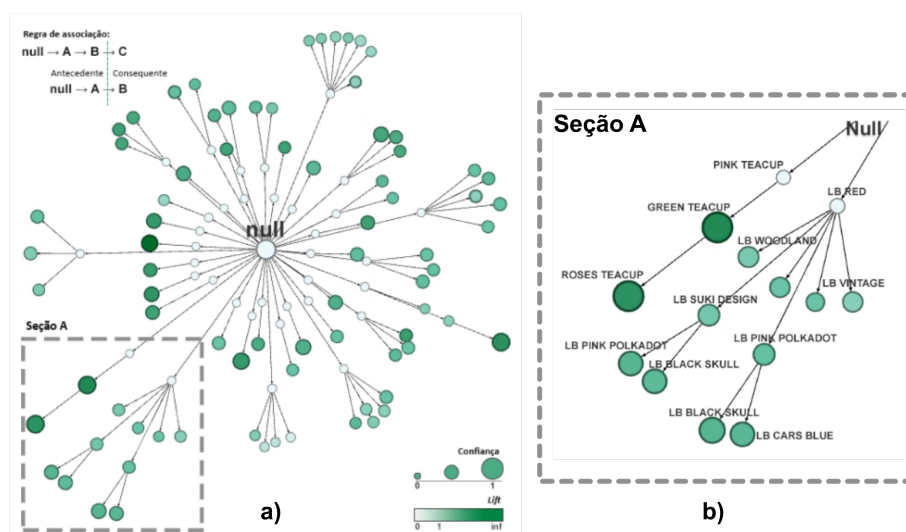 Regra de associação:
null → A → B → C
Antecedente Consequente
null → A → B
null
Seção A
Confiança
0 1
Lift
0 1 inf
a)
Seção A
Null
PINK TEACUP
LB RED
GREEN TEACUP
LB WOODLAND
ROSES TEACUP
LB VINTAGE
LB SUKI DESIGN
LB PINK POLKADOT
LB PINK POLKADOT
LB BLACK SKULL
LB BLACK SKULL
LB CARS BLUE
b)